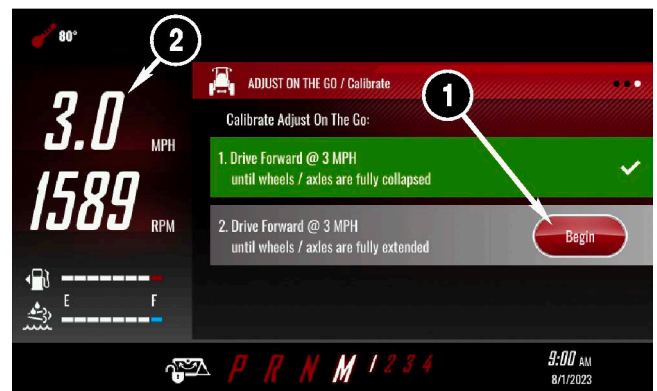 80°
2
ADJUST ON THE GO / Calibrate
1
3.0 MPH
Calibrate Adjust On The Go:
1. Drive Forward @ 3 MPH
until wheels / axles are fully collapsed
1589 RPM
2. Drive Forward @ 3 MPH
until wheels / axles are fully extended
Begin
E F
P R N M 1 2 3 4
9:00 AM
8/1/2023